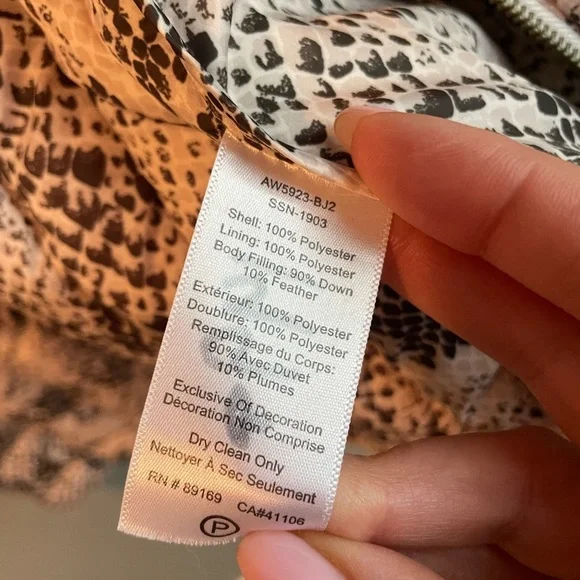 AW5923-BJ2
SSN-1903
Shell: 100% Polyester
Lining: 100% Polyester
Body Filling: 90% Down
10% Feather
Extérieur: 100% Polyester
Doublure: 100% Polyester
Remplissage du Corps:
90% Avec Duvet
10% Plumes
Exclusive Of Decoration
Décoration Non Comprise
Dry Clean Only
Nettoyer À Sec Seulement
RN # 89169 CA#41106
P